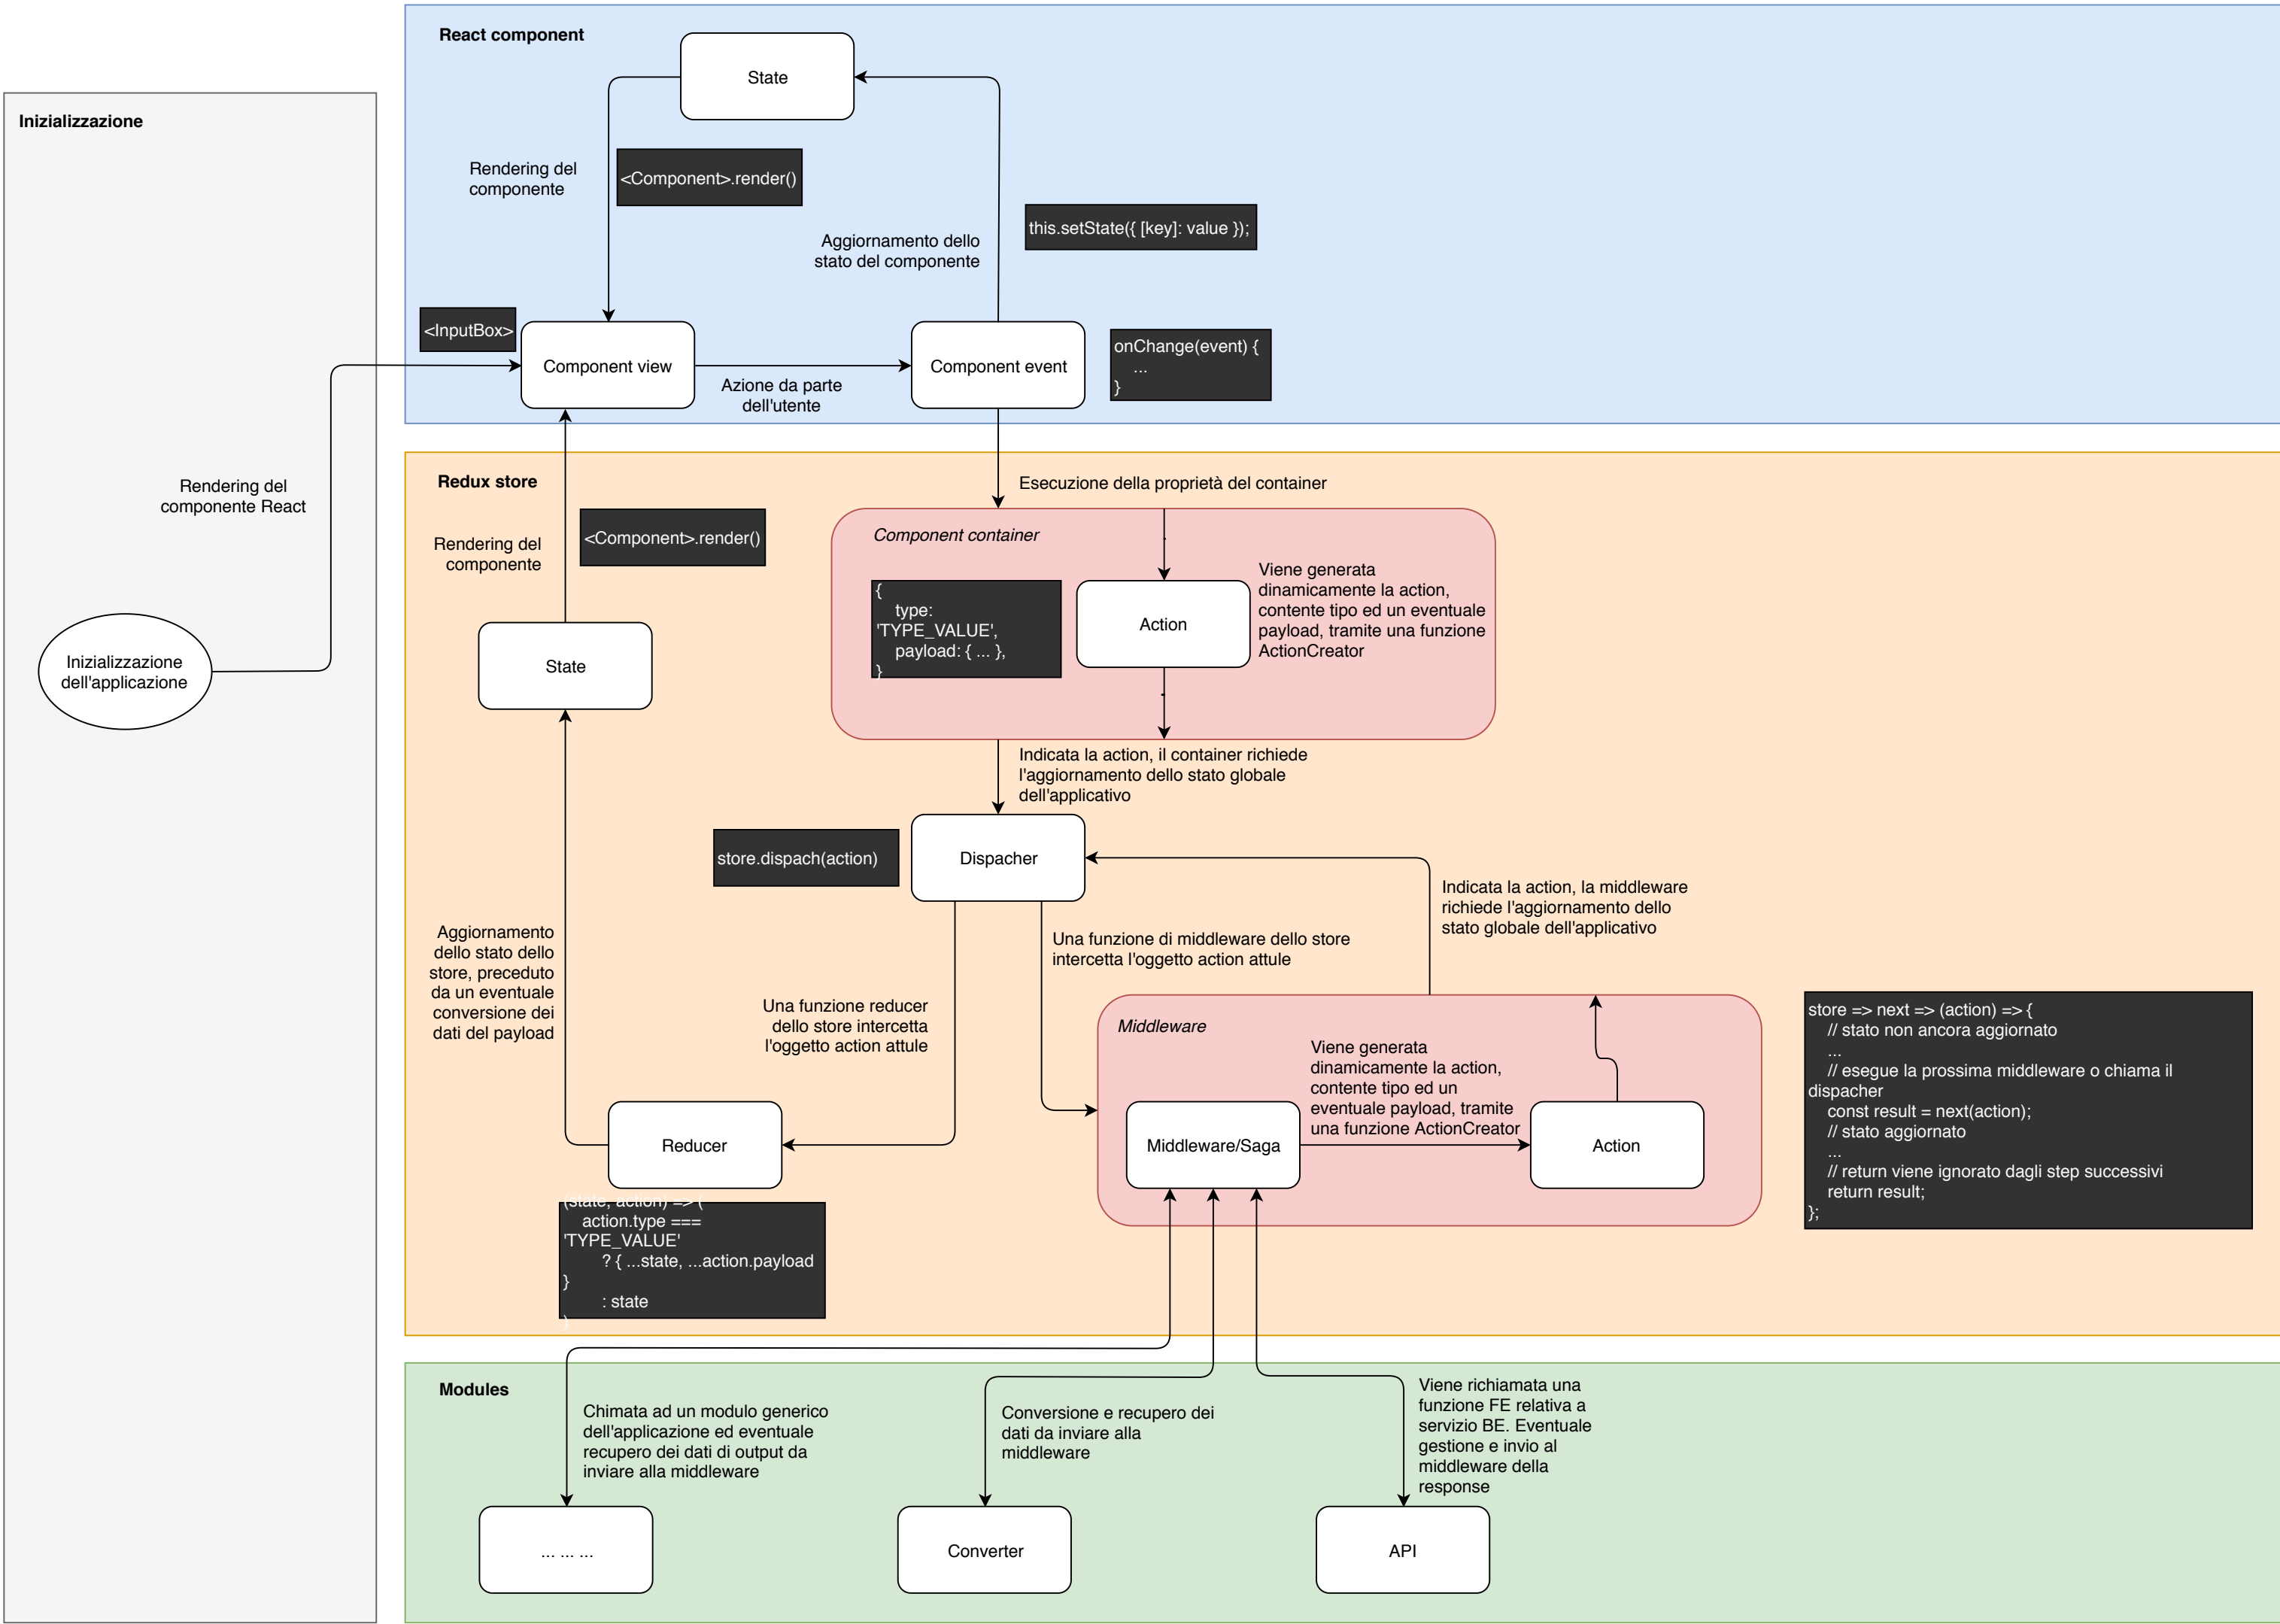 React component
State
Inizializzazione
Rendering del
componente
<Component>.render()
this.setState({ [key]: value });
Aggiornamento dello
stato del componente
<InputBox>
Component view
Azione da parte
dell'utente
Component event
onChange(event) {
...
}
Redux store
Rendering del
componente React
Esecuzione della proprietà del container
Rendering del
componente
<Component>.render()
Component container
{
type:
'TYPE_VALUE',
payload: { ... },
}
Action
Viene generata
dinamicamente la action,
contente tipo ed un eventuale
payload, tramite una funzione
ActionCreator
Inizializzazione
dell'applicazione
State
Indicata la action, il container richiede
l'aggiornamento dello stato globale
dell'applicativo
store.dispach(action)
Dispacher
Indicata la action, la middleware
richiede l'aggiornamento dello
stato globale dell'applicativo
Aggiornamento
dello stato dello
store, preceduto
da un eventuale
conversione dei
dati del payload
Una funzione di middleware dello store
intercetta l'oggetto action attule
Una funzione reducer
dello store intercetta
l'oggetto action attule
Middleware
Viene generata
dinamicamente la action,
contente tipo ed un
eventuale payload, tramite
una funzione ActionCreator
Middleware/Saga
Action
store => next => (action) => {
// stato non ancora aggiornato
...
// esegue la prossima middleware o chiama il
dispacher
const result = next(action);
// stato aggiornato
...
// return viene ignorato dagli step successivi
return result;
};
Reducer
(state, action) => (
action.type ===
'TYPE_VALUE'
? { ...state, ...action.payload
}
: state
)
Modules
Chimata ad un modulo generico
dell'applicazione ed eventuale
recupero dei dati di output da
inviare alla middleware
Conversione e recupero dei
dati da inviare alla
middleware
Viene richiamata una
funzione FE relativa a
servizio BE. Eventuale
gestione e invio al
middleware della
response
... ... ...
Converter
API